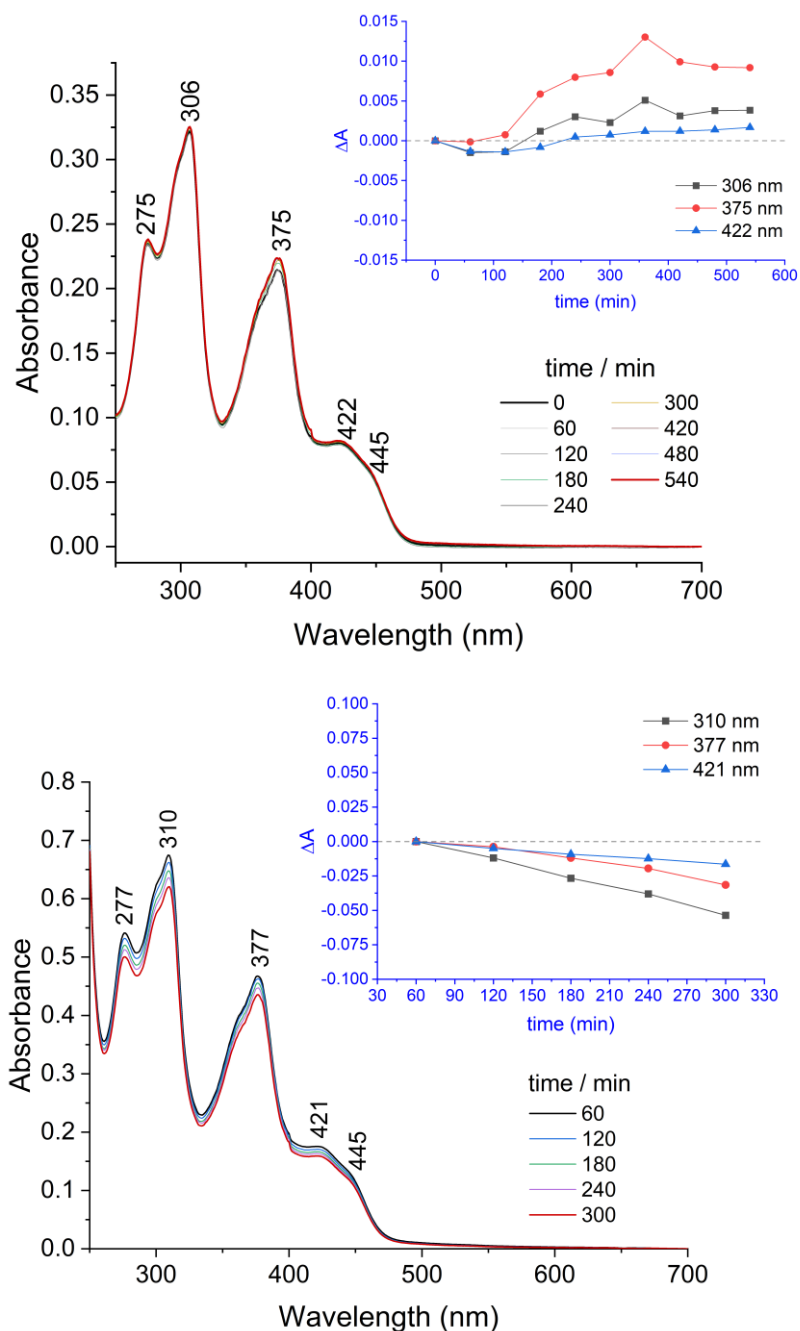 0.015
0.010
0.005
0.000
-0.005
-0.010
-0.015
ΔA
0 100 200 300 400 500 600
time (min)
306 nm
375 nm
422 nm
0.35
0.30
0.25
0.20
0.15
0.10
0.05
0.00
Absorbance
275
306
375
422
445
time / min
0 300
60 420
120 480
180 540
240
300 400 500 600 700
Wavelength (nm)
0.100
0.075
0.050
0.025
0.000
-0.025
-0.050
-0.075
-0.100
ΔA
310 nm
377 nm
421 nm
30 60 90 120 150 180 210 240 270 300 330
time (min)
0.8
0.7
0.6
0.5
0.4
0.3
0.2
0.1
0.0
Absorbance
277
310
377
421
445
time / min
60
120
180
240
300
300 400 500 600 700
Wavelength (nm)